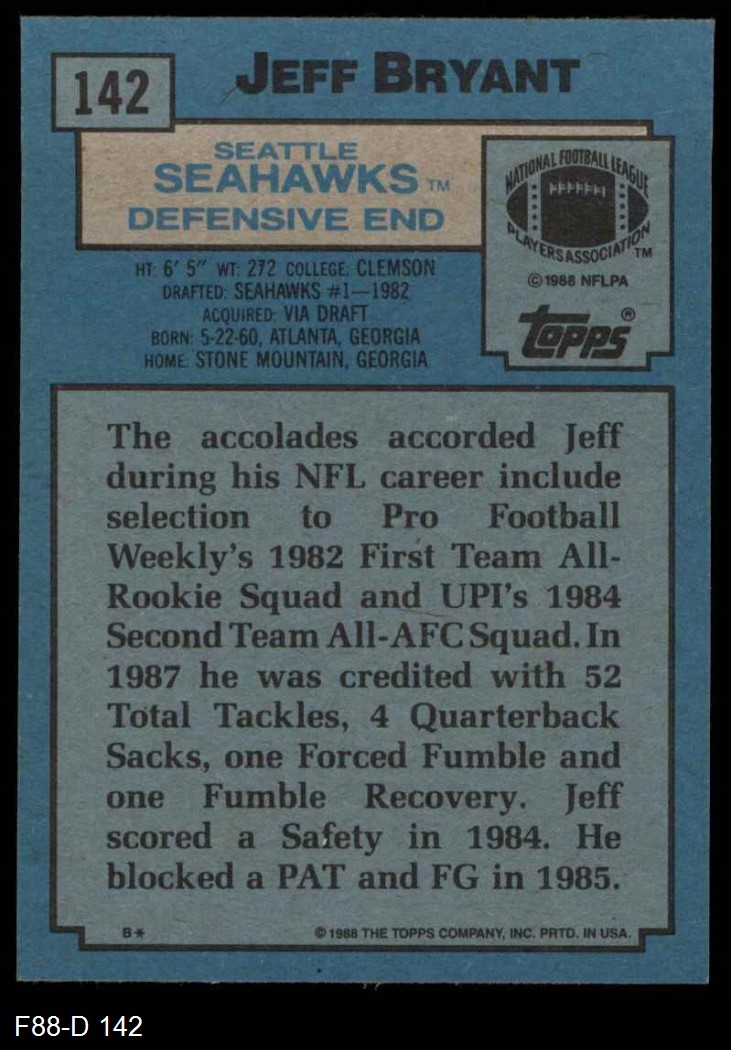 142
JEFF BRYANT
SEATTLE
SEAHAWKS TM
DEFENSIVE END
NATIONAL FOOTBALL LEAGUE
PLAYERS ASSOCIATION TM
© 1988 NFLPA
Topps ®
HT: 6' 5" WT: 272 COLLEGE: CLEMSON
DRAFTED: SEAHAWKS #1—1982
ACQUIRED: VIA DRAFT
BORN: 5-22-60, ATLANTA, GEORGIA
HOME: STONE MOUNTAIN, GEORGIA
The accolades accorded Jeff
during his NFL career include
selection to Pro Football
Weekly's 1982 First Team All-
Rookie Squad and UPI's 1984
Second Team All-AFC Squad. In
1987 he was credited with 52
Total Tackles, 4 Quarterback
Sacks, one Forced Fumble and
one Fumble Recovery. Jeff
scored a Safety in 1984. He
blocked a PAT and FG in 1985.
B* © 1988 THE TOPPS COMPANY, INC. PRTD. IN USA.
F88-D 142